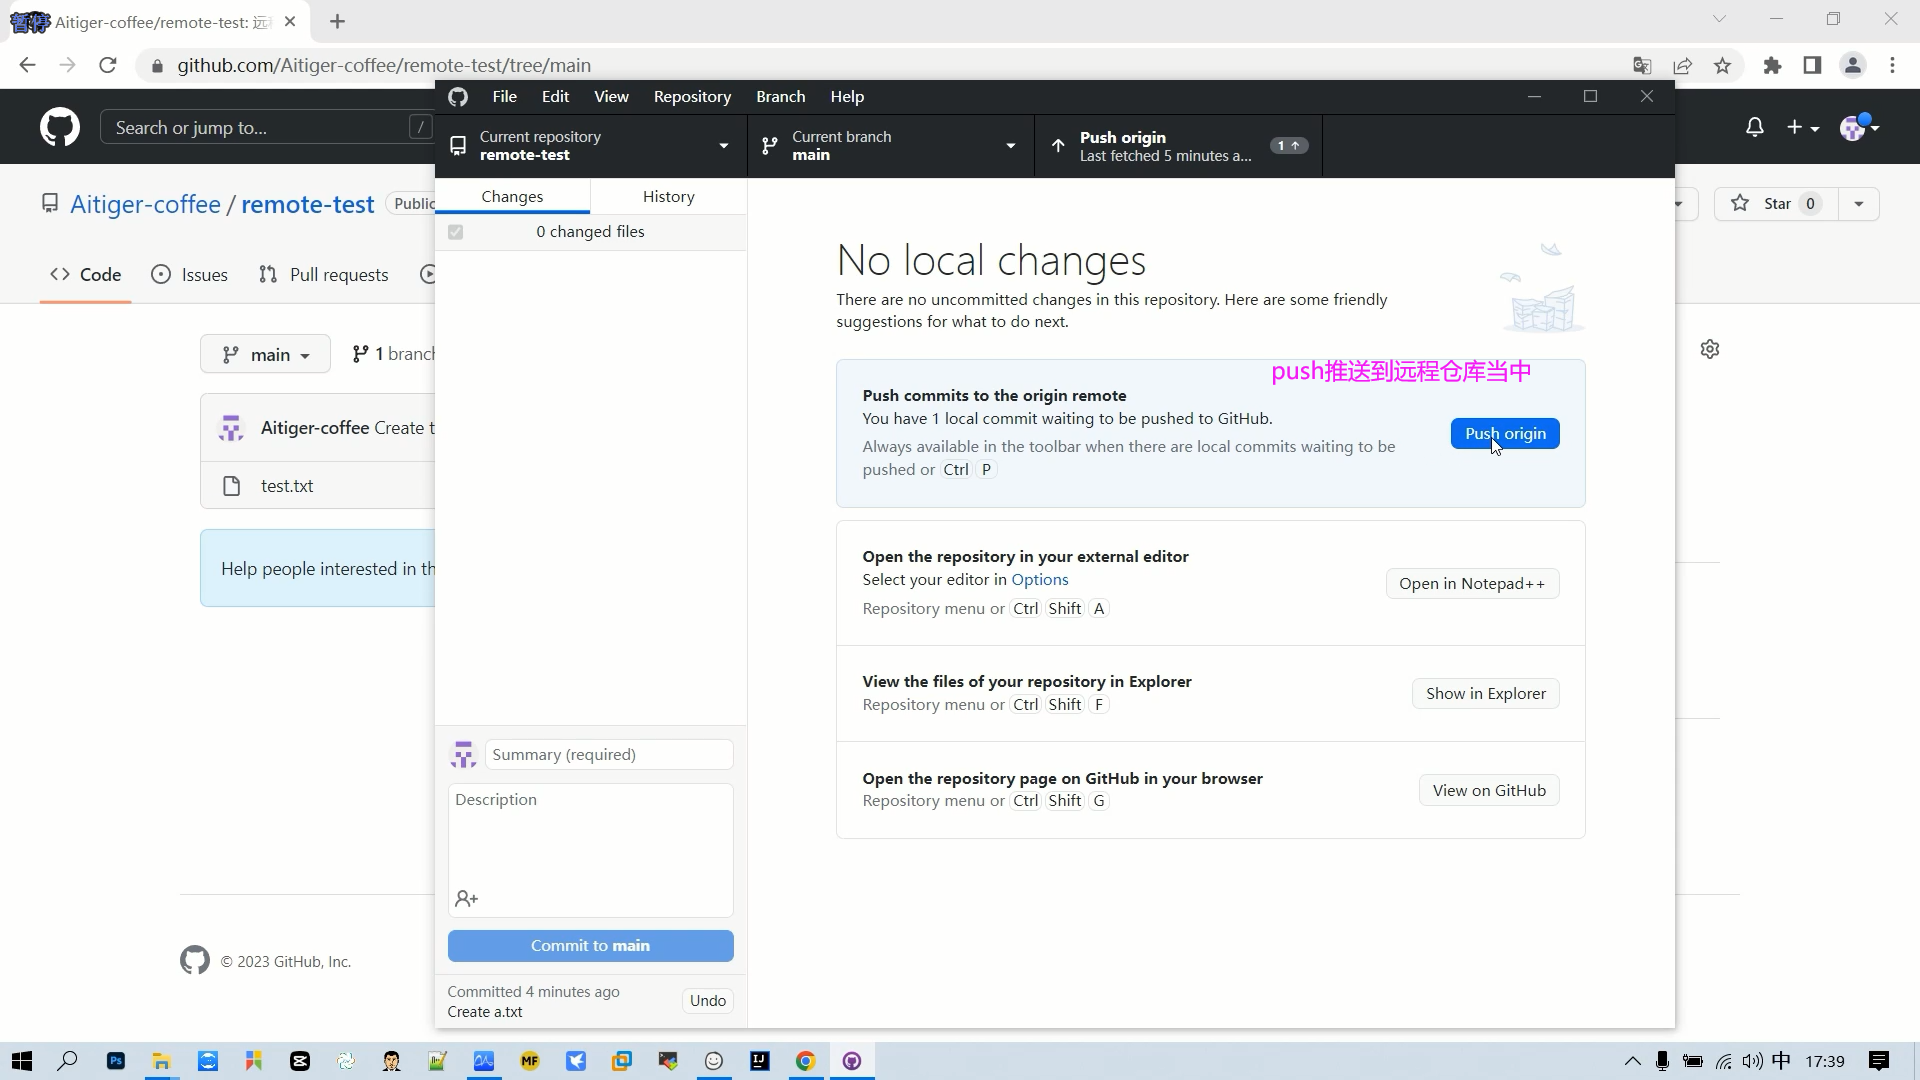 暂停
Aitiger-coffee/remote-test: 远
github.com/Aitiger-coffee/remote-test/tree/main
Search or jump to...
/
File Edit View Repository Branch Help
Current repository
remote-test
Current branch
main
Push origin
Last fetched 5 minutes a...
1
Aitiger-coffee / remote-test
Public
Star 0
Changes
History
0 changed files
Code
Issues
Pull requests
No local changes
There are no uncommitted changes in this repository. Here are some friendly
suggestions for what to do next.
main
1 branch
push推送到远程仓库当中
Push commits to the origin remote
You have 1 local commit waiting to be pushed to GitHub.
Always available in the toolbar when there are local commits waiting to be
pushed or Ctrl P
Push origin
Aitiger-coffee Create t
test.txt
Help people interested in th
Open the repository in your external editor
Select your editor in Options
Repository menu or Ctrl Shift A
Open in Notepad++
View the files of your repository in Explorer
Repository menu or Ctrl Shift F
Show in Explorer
Open the repository page on GitHub in your browser
Repository menu or Ctrl Shift G
View on GitHub
Summary (required)
Description
Commit to main
Committed 4 minutes ago
Create a.txt
Undo
© 2023 GitHub, Inc.
Ps
MF
IJ
中
17:39